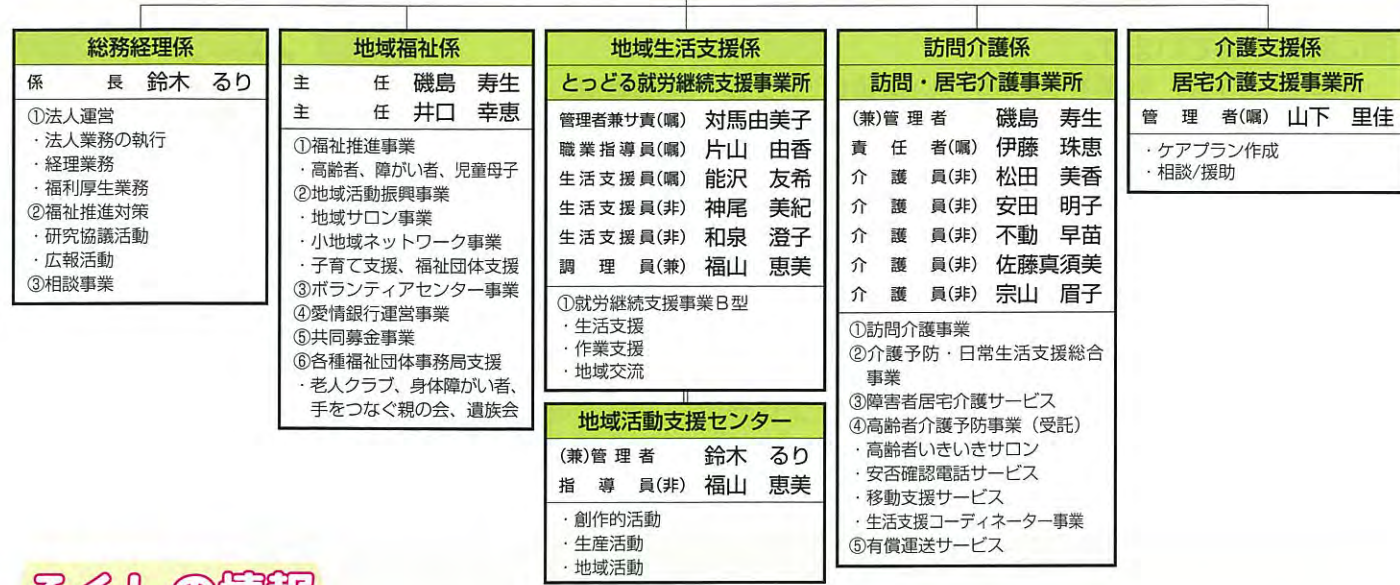 総務経理係
係長 鈴木 るり
①法人運営
・法人業務の執行
・経理業務
・福利厚生業務
②福祉推進対策
・研究協議活動
・広報活動
③相談事業
地域福祉係
主任 磯島 寿生
主任 井口 幸恵
①福祉推進事業
・高齢者、障がい者、児童母子
②地域活動振興事業
・地域サロン事業
・小地域ネットワーク事業
・子育て支援、福祉団体支援
③ボランティアセンター事業
④愛情銀行運営事業
⑤共同募金事業
⑥各種福祉団体事務局支援
・老人クラブ、身体障がい者、
手をつなぐ親の会、遺族会
地域生活支援係
とっどる就労継続支援事業所
管理者兼サ責(嘱) 対馬由美子
職業指導員(嘱) 片山 由香
生活支援員(嘱) 能沢 友希
生活支援員(非) 神尾 美紀
生活支援員(非) 和泉 澄子
調理員(兼) 福山 恵美
①就労継続支援事業B型
・生活支援
・作業支援
・地域交流
地域活動支援センター
(兼)管理者 鈴木 るり
指導員(非) 福山 恵美
・創作的活動
・生産活動
・地域活動
訪問介護係
訪問・居宅介護事業所
(兼)管理者 磯島 寿生
責任者(嘱) 伊藤 珠恵
介護員(非) 松田 美香
介護員(非) 安田 明子
介護員(非) 不動 早苗
介護員(非) 佐藤真須美
介護員(非) 宗山 眉子
①訪問介護事業
②介護予防・日常生活支援総合
事業
③障害者居宅介護サービス
④高齢者介護予防事業（受託）
・高齢者いきいきサロン
・安否確認電話サービス
・移動支援サービス
・生活支援コーディネーター事業
⑤有償運送サービス
介護支援係
居宅介護支援事業所
管理者(嘱) 山下 里佳
・ケアプラン作成
・相談/援助
ふくしの情報